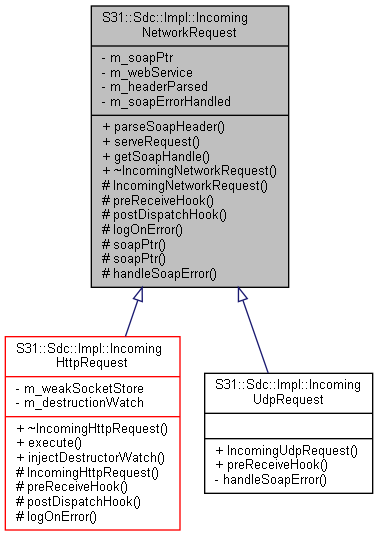 S31::Sdc::Impl::Incoming
NetworkRequest
- m_soapPtr
- m_webService
- m_headerParsed
- m_soapErrorHandled
+ parseSoapHeader()
+ serveRequest()
+ getSoapHandle()
+ ~IncomingNetworkRequest()
# IncomingNetworkRequest()
# preReceiveHook()
# postDispatchHook()
# logOnError()
# soapPtr()
# soapPtr()
# handleSoapError()
S31::Sdc::Impl::Incoming
HttpRequest
- m_weakSocketStore
- m_destructionWatch
+ ~IncomingHttpRequest()
+ execute()
+ injectDestructorWatch()
# IncomingHttpRequest()
# preReceiveHook()
# postDispatchHook()
# logOnError()
S31::Sdc::Impl::Incoming
UdpRequest
+ IncomingUdpRequest()
+ preReceiveHook()
- handleSoapError()